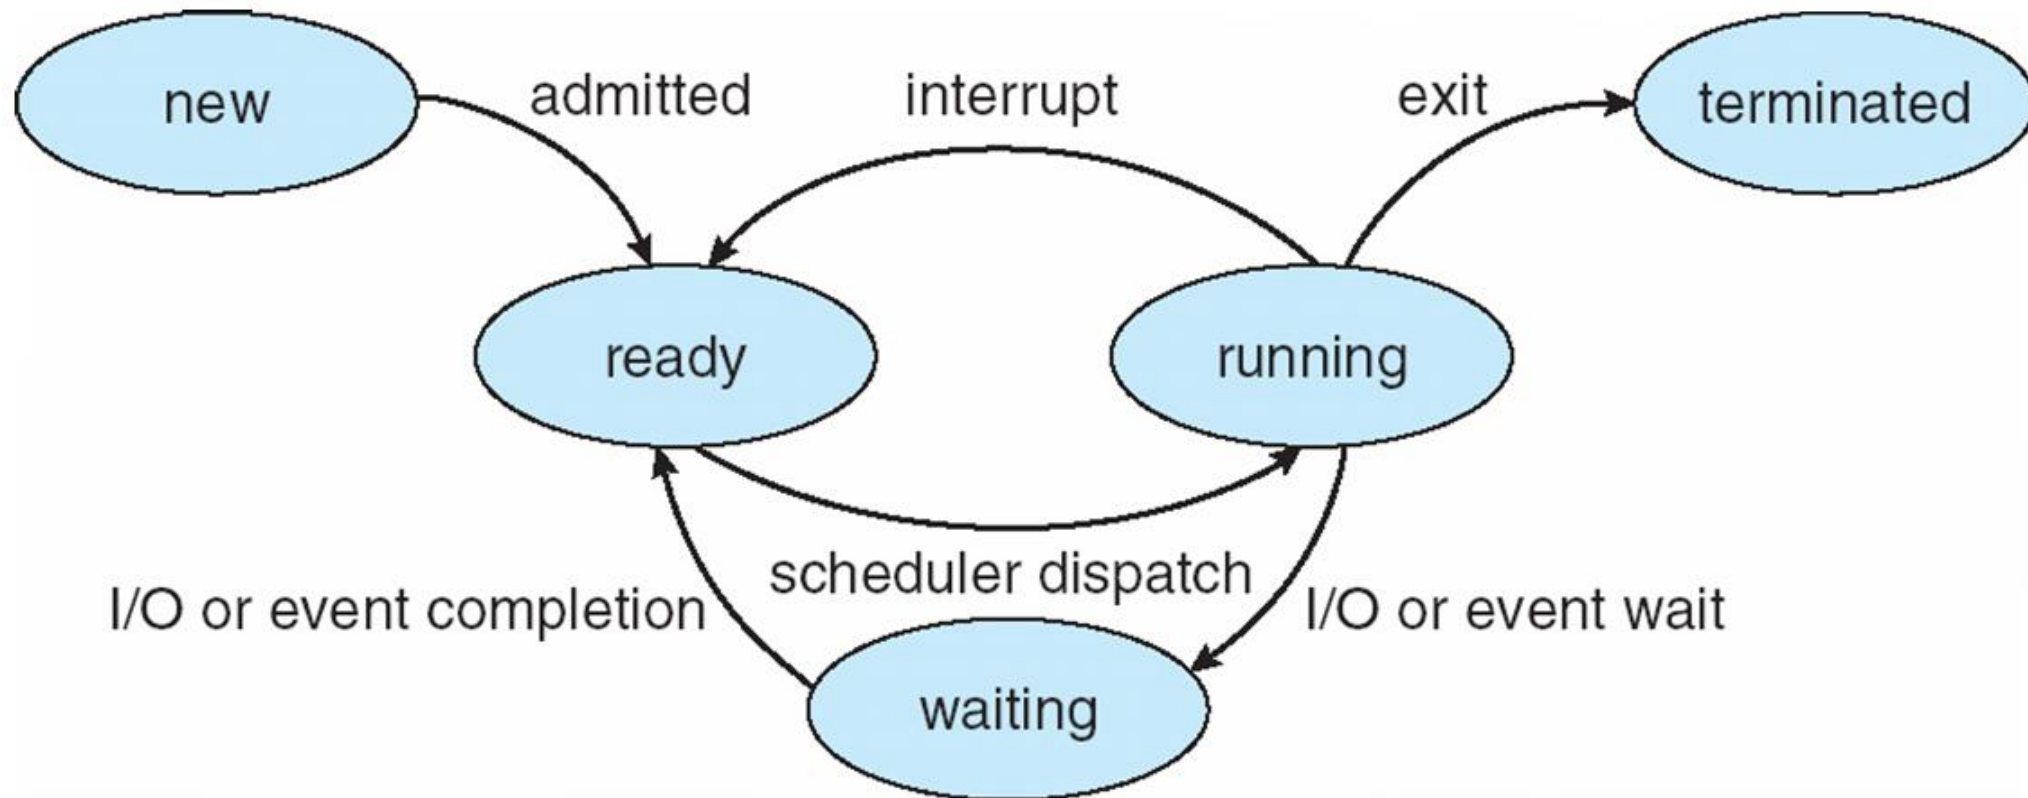 new
admitted
interrupt
exit
terminated
ready
running
scheduler dispatch
I/O or event completion
I/O or event wait
waiting